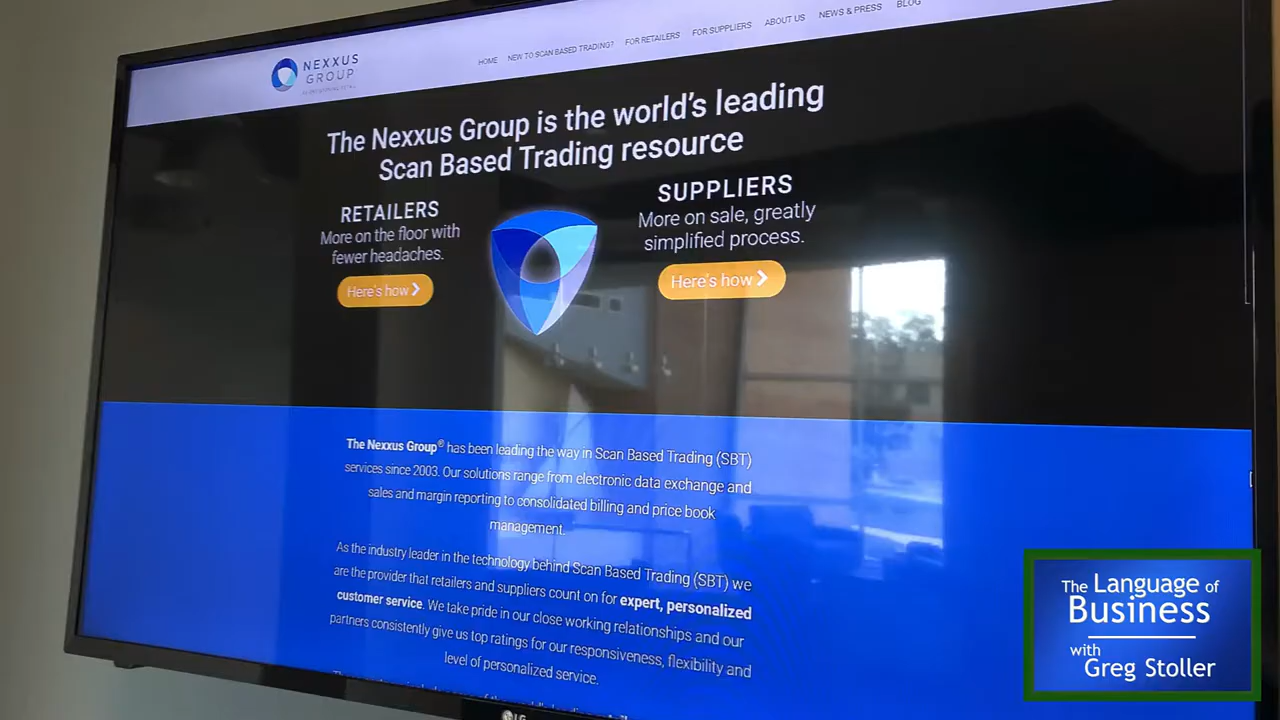 NEXXUS
GROUP
HOME NEW TO SCAN BASED TRADING? FOR RETAILERS FOR SUPPLIERS ABOUT US NEWS & PRESS BLOG
The Nexxus Group is the world's leading
Scan Based Trading resource
RETAILERS
More on the floor with
fewer headaches.
Here's how
SUPPLIERS
More on sale, greatly
simplified process.
Here's how
The Nexxus Group® has been leading the way in Scan Based Trading (SBT)
services since 2003. Our solutions range from electronic data exchange and
sales and margin reporting to consolidated billing and price book
management.
As the industry leader in the technology behind Scan Based Trading (SBT) we
are the provider that retailers and suppliers count on for expert, personalized
customer service. We take pride in our close working relationships and our
partners consistently give us top ratings for our responsiveness, flexibility and
level of personalized service.
LG
The Language of
Business
with
Greg Stoller